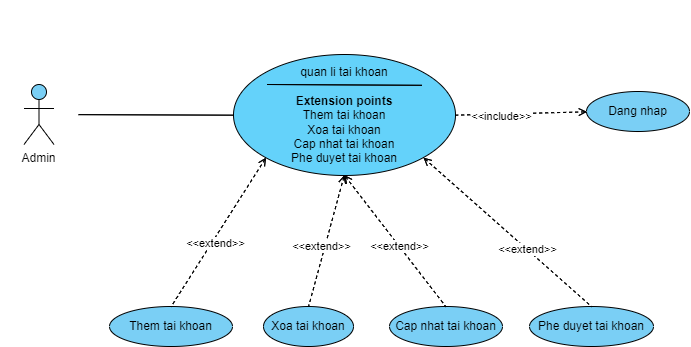 quan li tai khoan
Extension points
Them tai khoan
Xoa tai khoan
Cap nhat tai khoan
Phe duyet tai khoan
<<include>>
Dang nhap
Admin
<<extend>>
<<extend>>
<<extend>>
<<extend>>
Them tai khoan
Xoa tai khoan
Cap nhat tai khoan
Phe duyet tai khoan